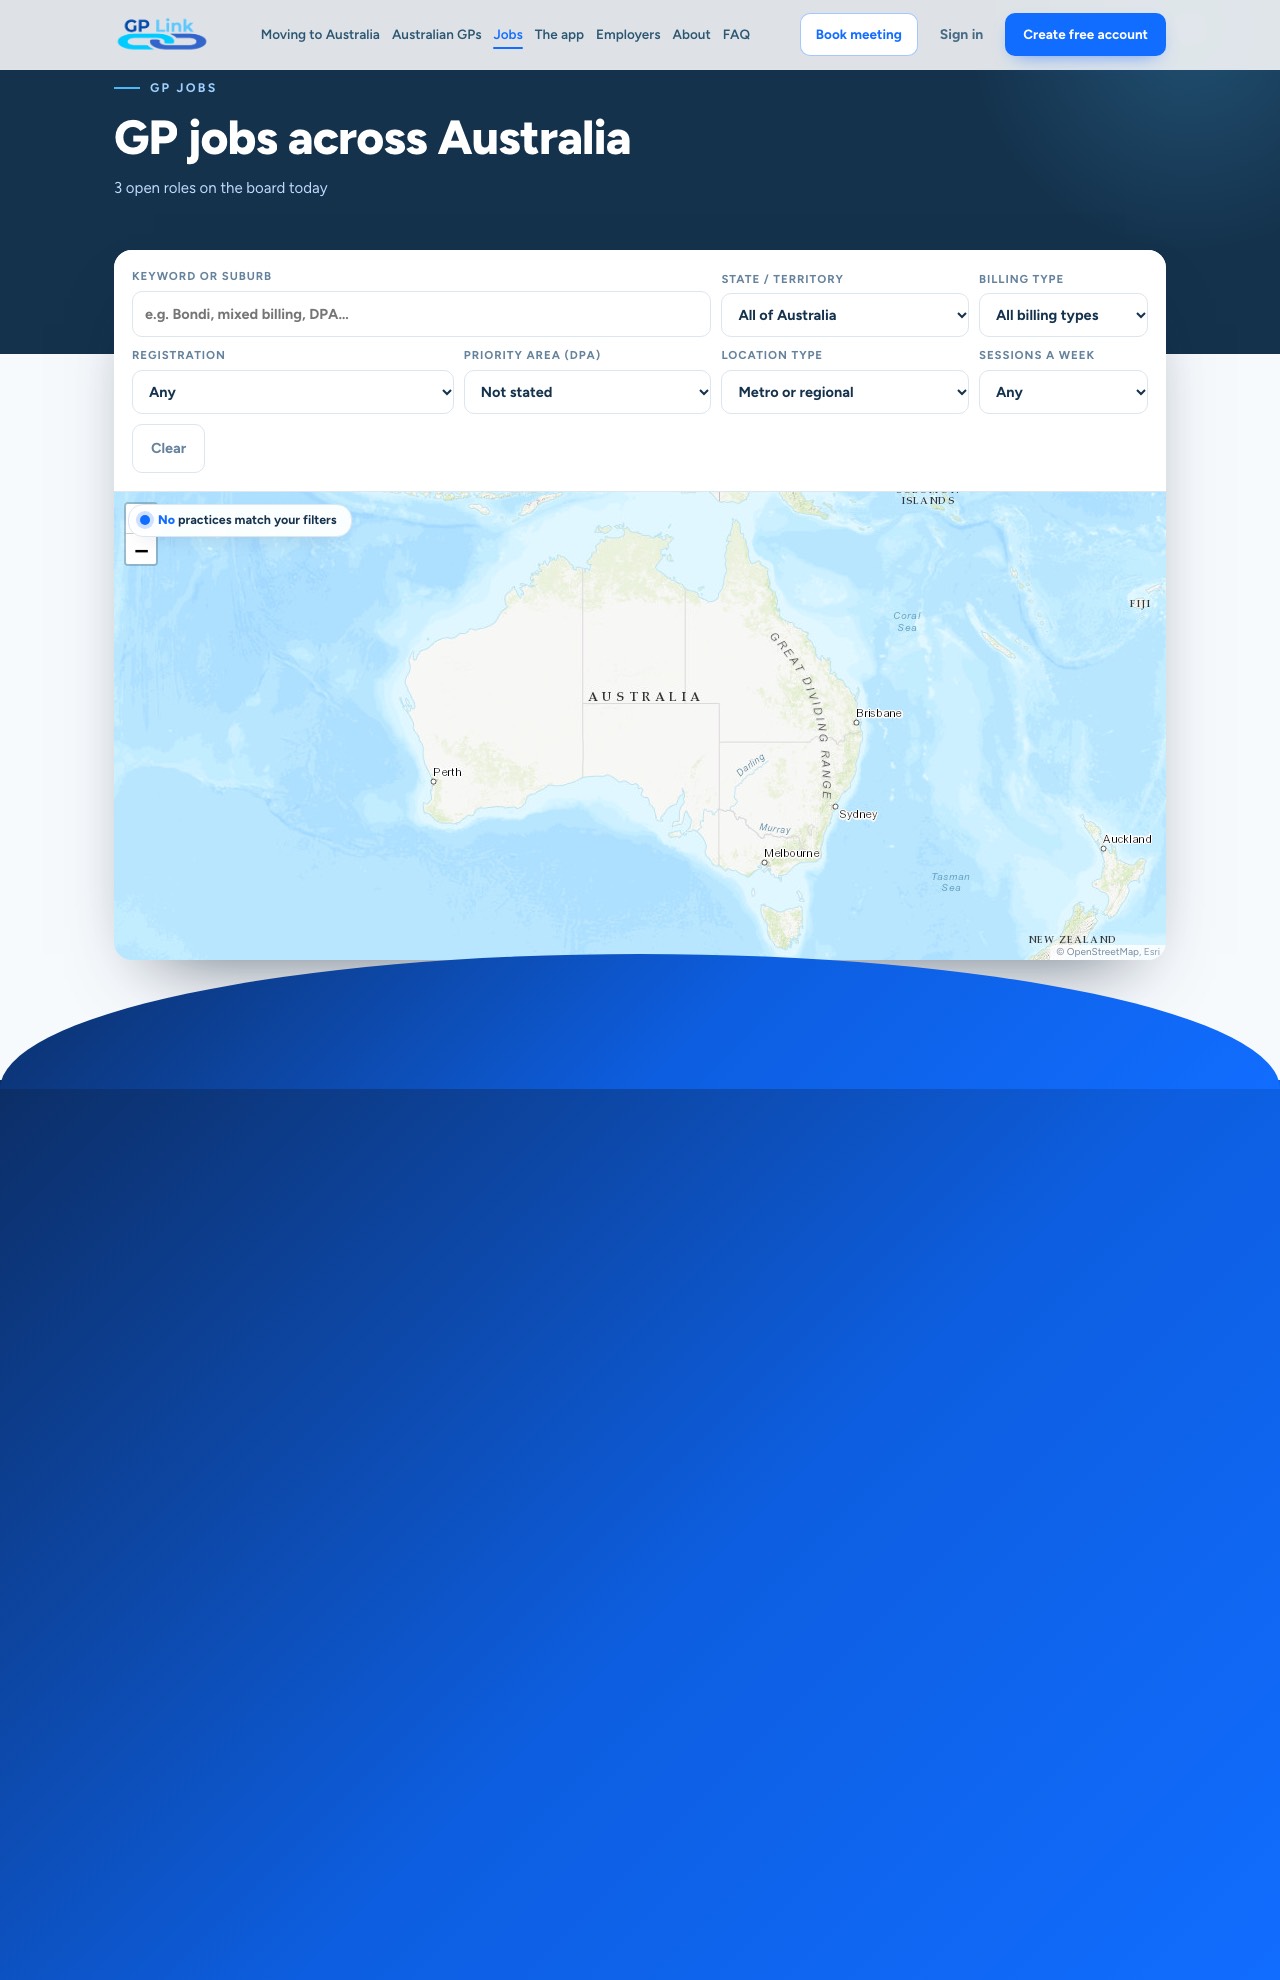 GP Link
Moving to Australia
Australian GPs
Jobs
The app
Employers
About
FAQ
Book meeting
Sign in
Create free account
GP JOBS
GP jobs across Australia
3 open roles on the board today
KEYWORD OR SUBURB
STATE / TERRITORY
BILLING TYPE
e.g. Bondi, mixed billing, DPA...
All of Australia
All billing types
REGISTRATION
PRIORITY AREA (DPA)
LOCATION TYPE
SESSIONS A WEEK
Any
Not stated
Metro or regional
Any
Clear
ISLANDS
No practices match your filters
−
FIJI
Coral
Sea
GREAT DIVIDING RANGE
AUSTRALIA
Brisbane
Darling
Perth
Sydney
Murray
Auckland
Melbourne
Tasman
Sea
NEW ZEALAND
© OpenStreetMap, Esri